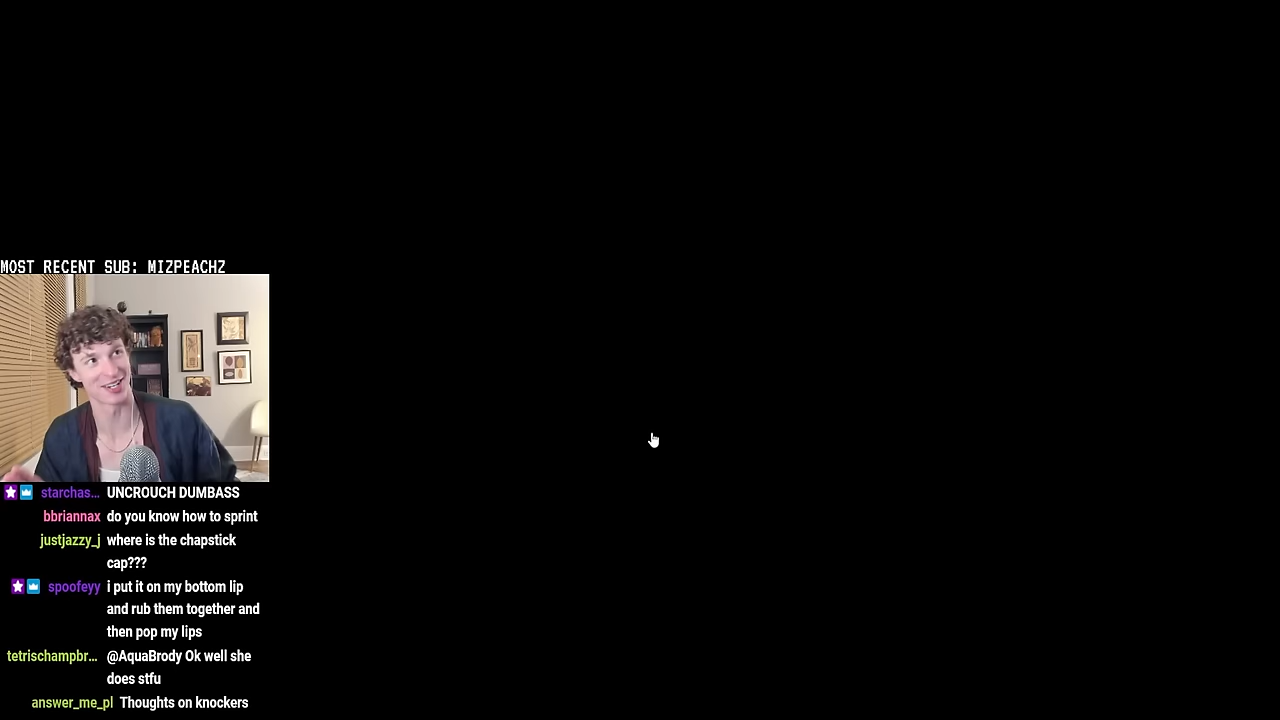 MOST RECENT SUB: MIZPEACHZ
starchas... UNCROUCH DUMBASS
bbriannax do you know how to sprint
justjazzy_j where is the chapstick
cap???
spoofeyy i put it on my bottom lip
and rub them together and
then pop my lips
tetrischampbr... @AquaBrody Ok well she
does stfu
answer_me_pl Thoughts on knockers